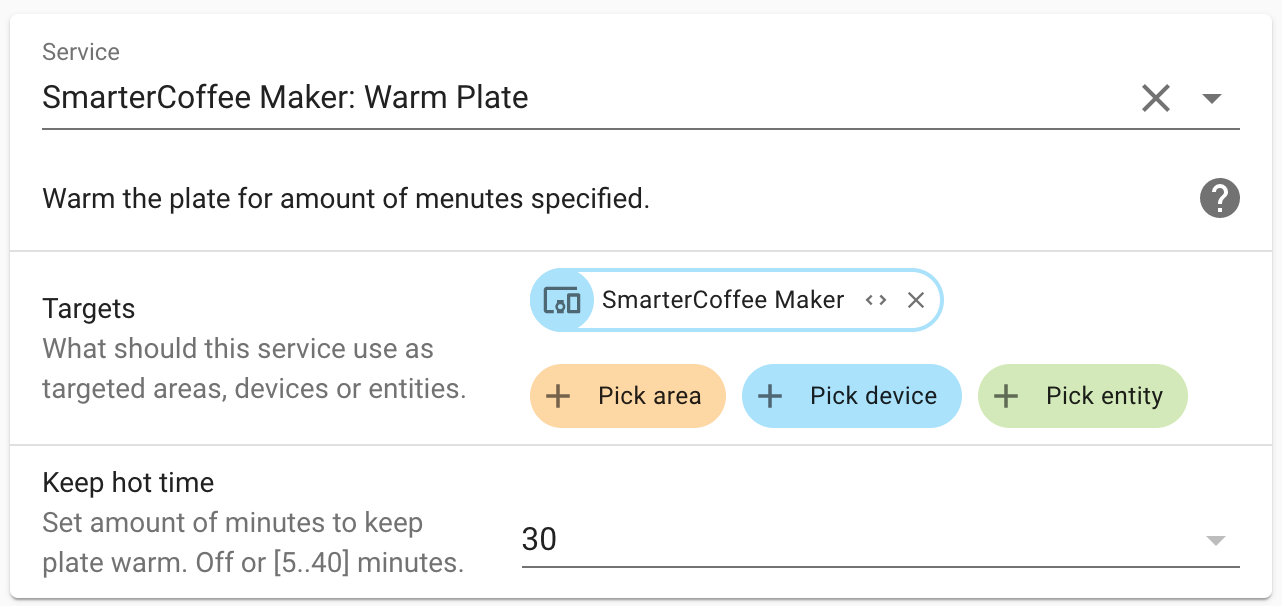 Service
SmarterCoffee Maker: Warm Plate
Warm the plate for amount of menutes specified.
Targets
What should this service use as
targeted areas, devices or entities.
SmarterCoffee Maker
Pick area
Pick device
Pick entity
Keep hot time
Set amount of minutes to keep
plate warm. Off or [5..40] minutes.
30